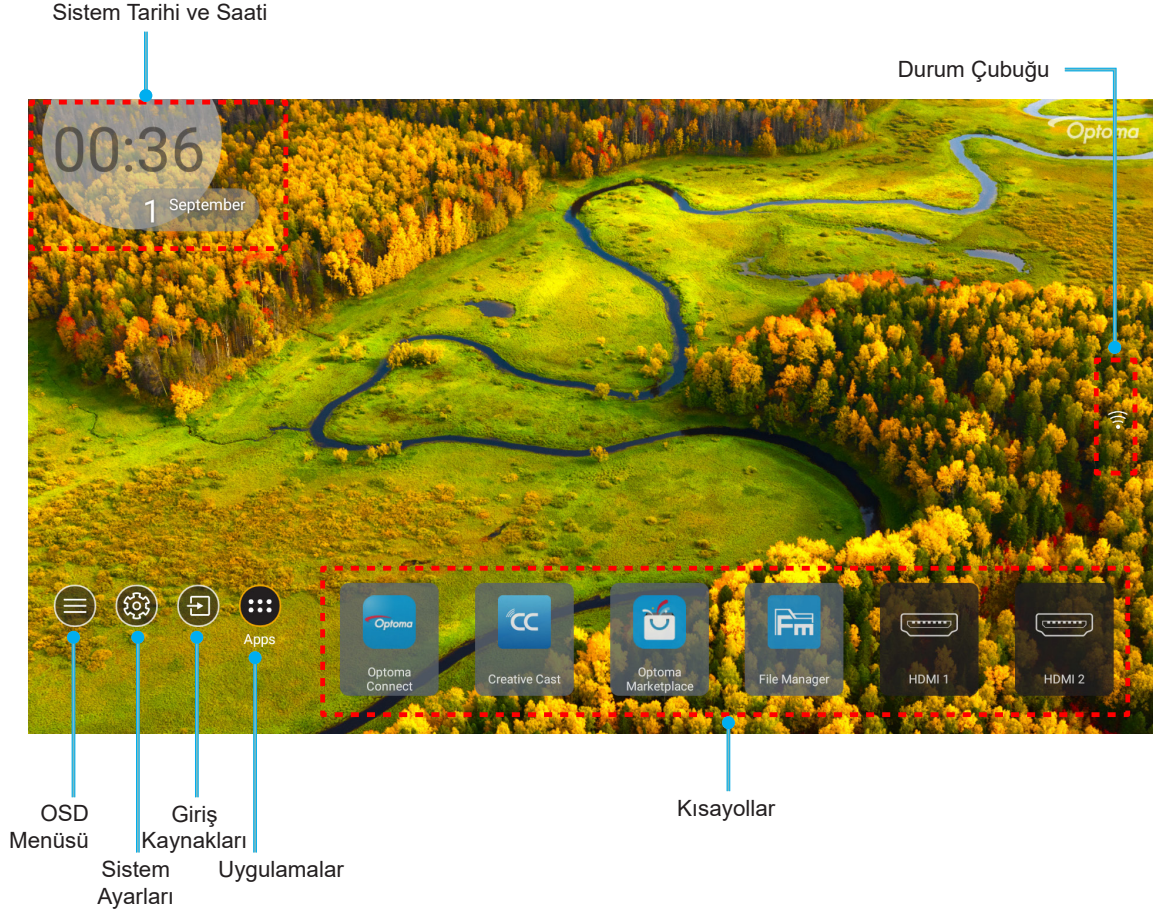 Sistem Tarihi ve Saati
Durum Çubuğu
Optoma
00:36
1 September
Apps
Optoma
Optoma
Connect
CC
Creative Cast
Optoma
Marketplace
Fm
File Manager
HDMI 1
HDMI 2
OSD
Menüsü
Giriş
Kaynakları
Sistem
Ayarları
Uygulamalar
Kısayollar